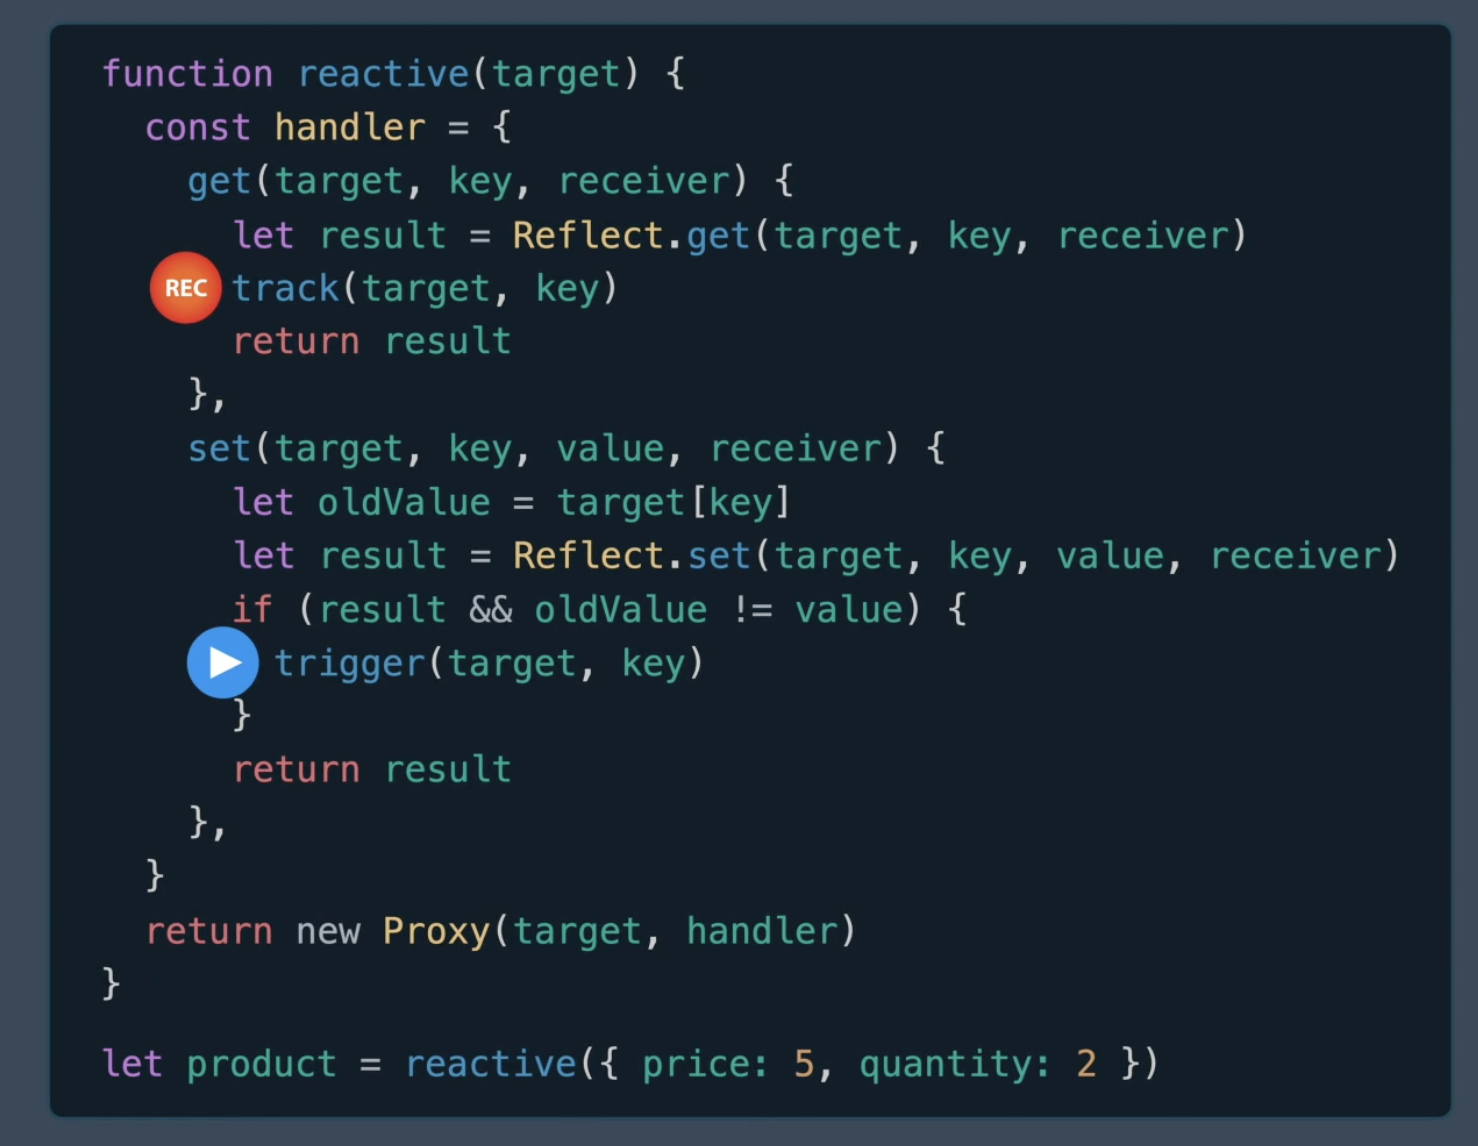 function reactive(target) {
  const handler = {
    get(target, key, receiver) {
      let result = Reflect.get(target, key, receiver)
REC   track(target, key)
      return result
    },
    set(target, key, value, receiver) {
      let oldValue = target[key]
      let result = Reflect.set(target, key, value, receiver)
      if (result && oldValue != value) {
        trigger(target, key)
      }
      return result
    },
  }
  return new Proxy(target, handler)
}
let product = reactive({ price: 5, quantity: 2 })